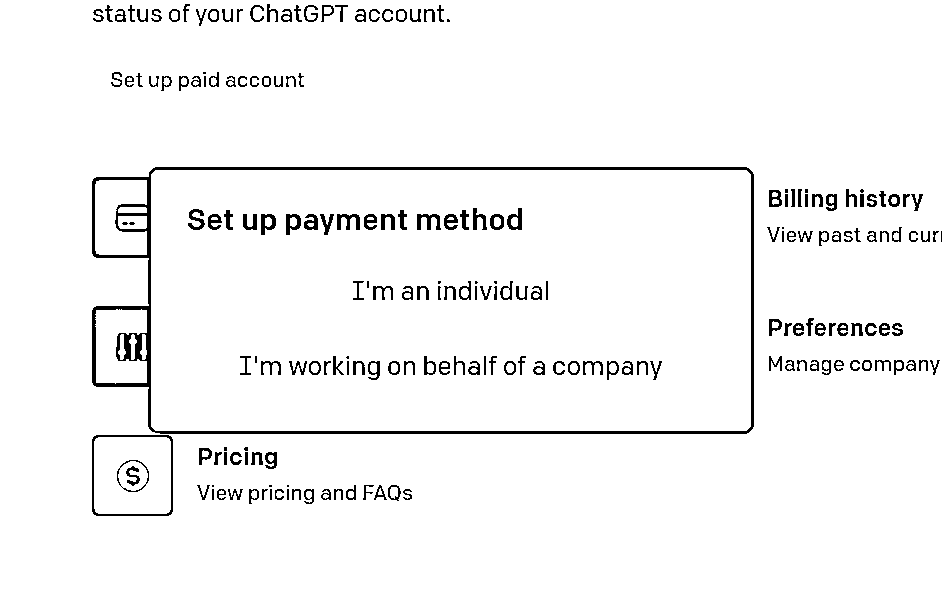 status of your ChatGPT account.
Set up paid account
Set up payment method
I'm an individual
I'm working on behalf of a company
Billing history
View past and
Preferences
Manage company
Pricing
View pricing and FAQs